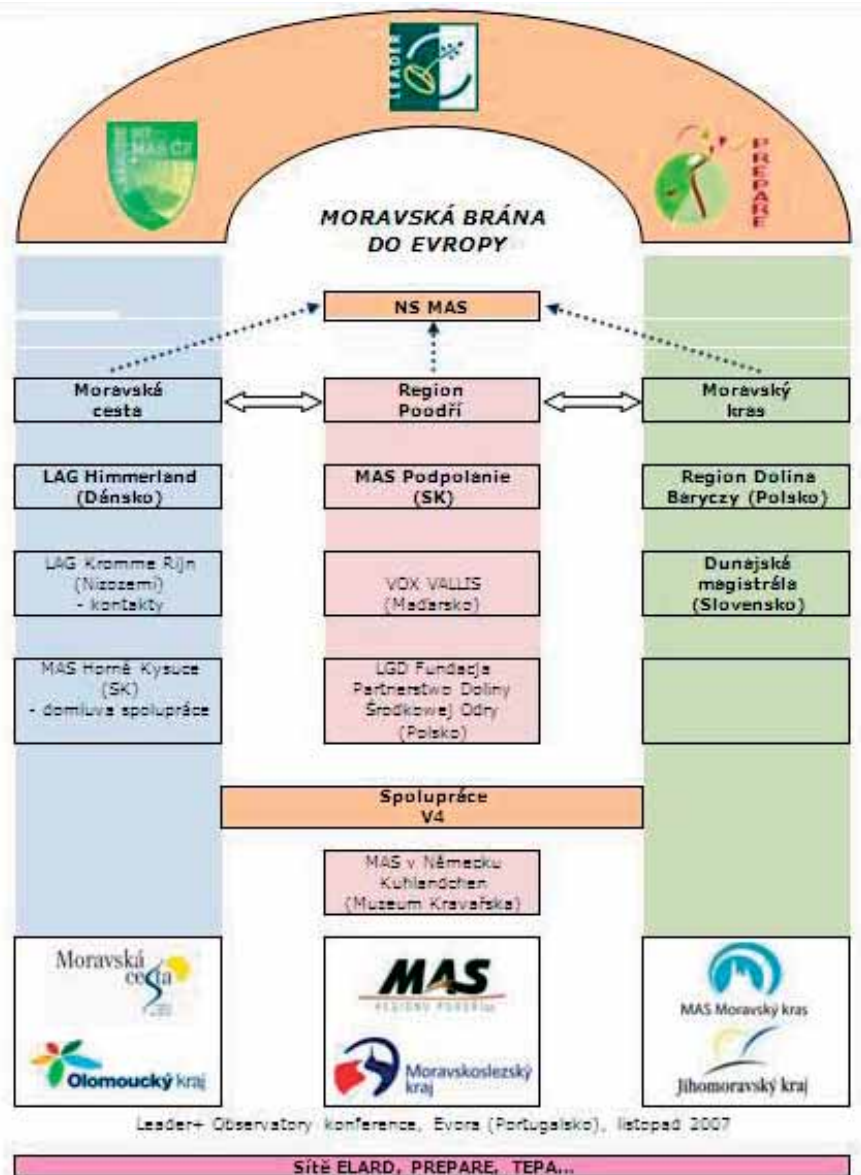 LEADER
MAS ČR
PREPARE
MORAVSKÁ BRÁNA
DO EVROPY
NS MAS
Moravská
cesta
Region
Poodří
Moravský
kras
LAG Himmerland
(Dánsko)
MAS Podpolanie
(SK)
Region Dolina
Baryczy (Polsko)
LAG Kromme Rijn
(Nizozemí)
- kontakty
VOX VALLIS
(Maďarsko)
Dunajská
magistrála
(Slovensko)
MAS Horné Kysuce
(SK)
- domluva spolupráce
LGD Fundacja
Partnerstwo Doliny
Środkowej Odry
(Polsko)
Spolupráce
V4
MAS v Německu
Kuhlandchen
(Muzeum Kravařska)
Moravská
cesta
MAS
REGIONU POODŘÍ
MAS Moravský kras
Olomoucký kraj
Moravskoslezský
kraj
Jihomoravský kraj
Leader+ Observatory konference, Evora (Portugalsko), listopad 2007
Sítě ELARD, PREPARE, TEPA...